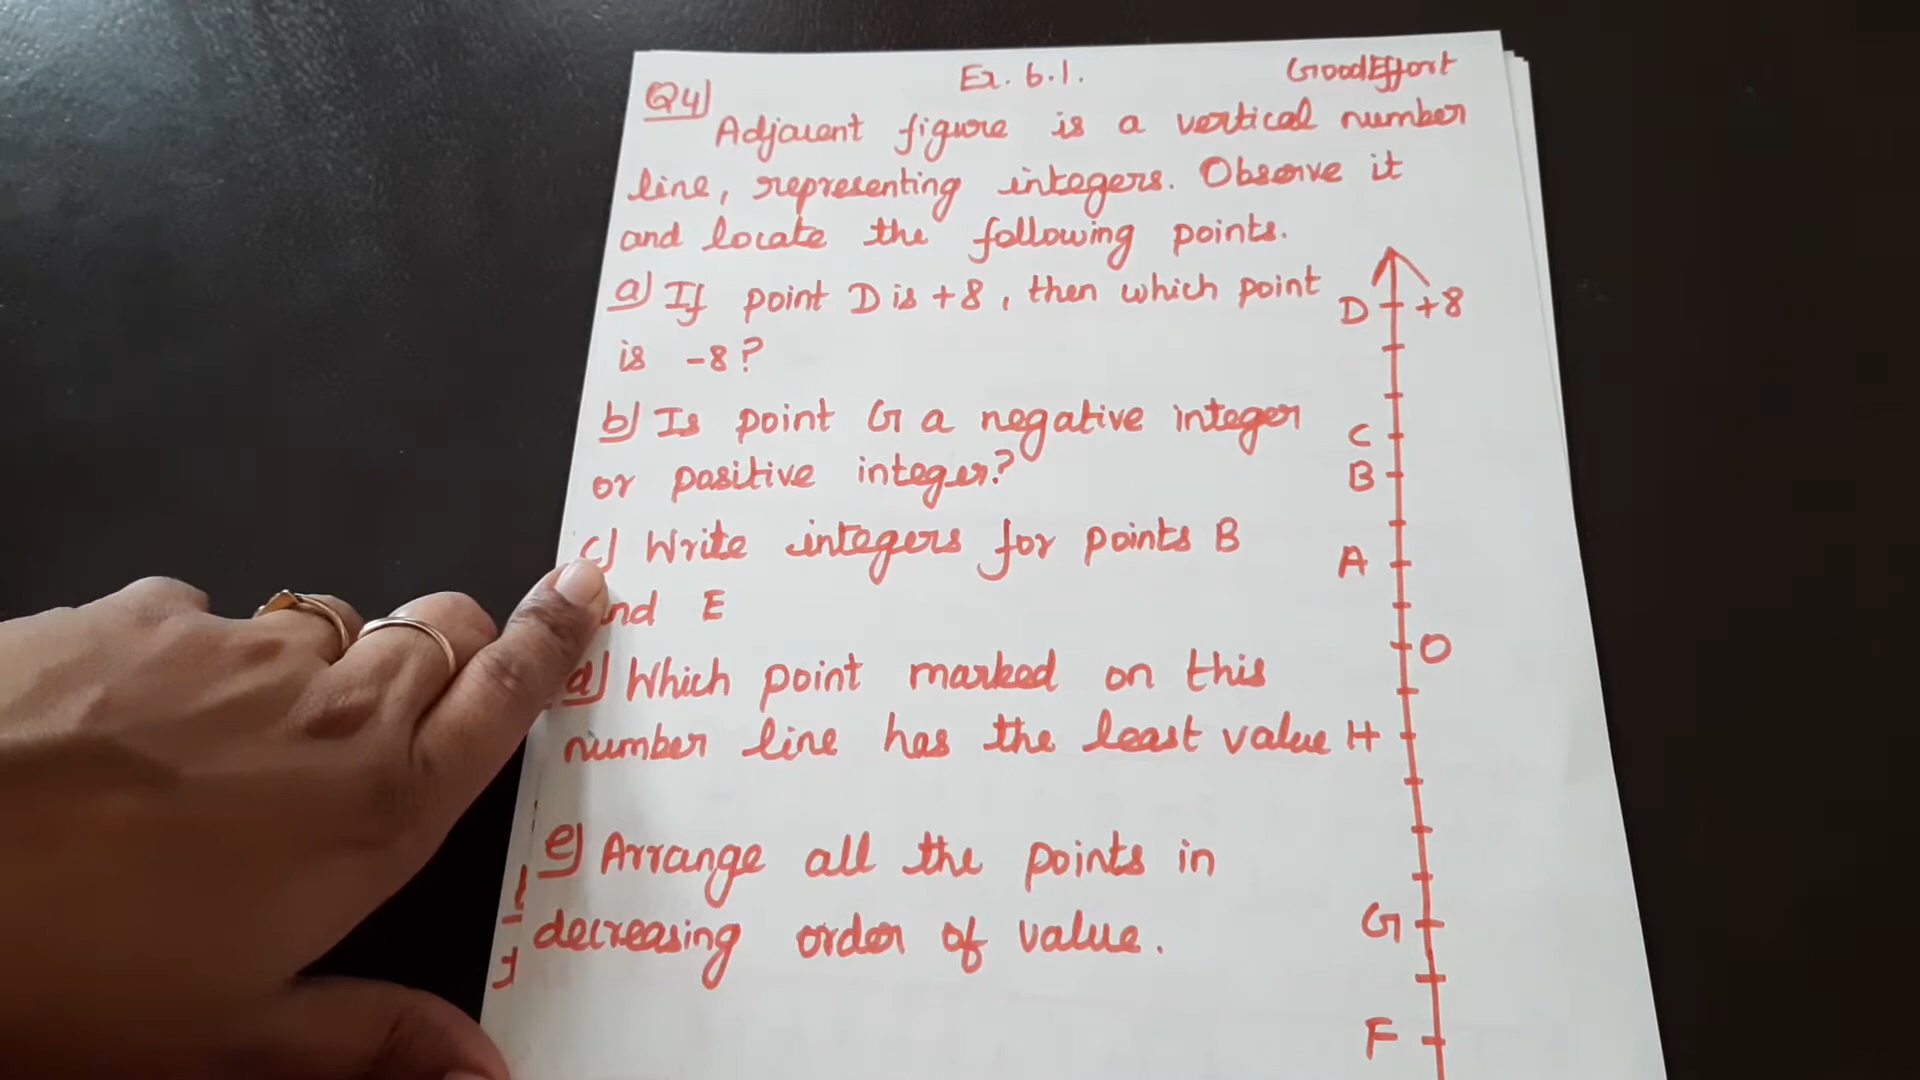 Ex. 6.1.
GoodEffort
Q4)
Adjacent figure is a vertical number
line, representing integers. Observe it
and locate the following points.
a) If point D is +8, then which point
is -8?
b) Is point G a negative integer
or positive integer?
c) Write integers for points B
nd E
d) Which point marked on this
number line has the least value
e) Arrange all the points in
decreasing order of value.
D +8
C
B
A
O
H
G
F